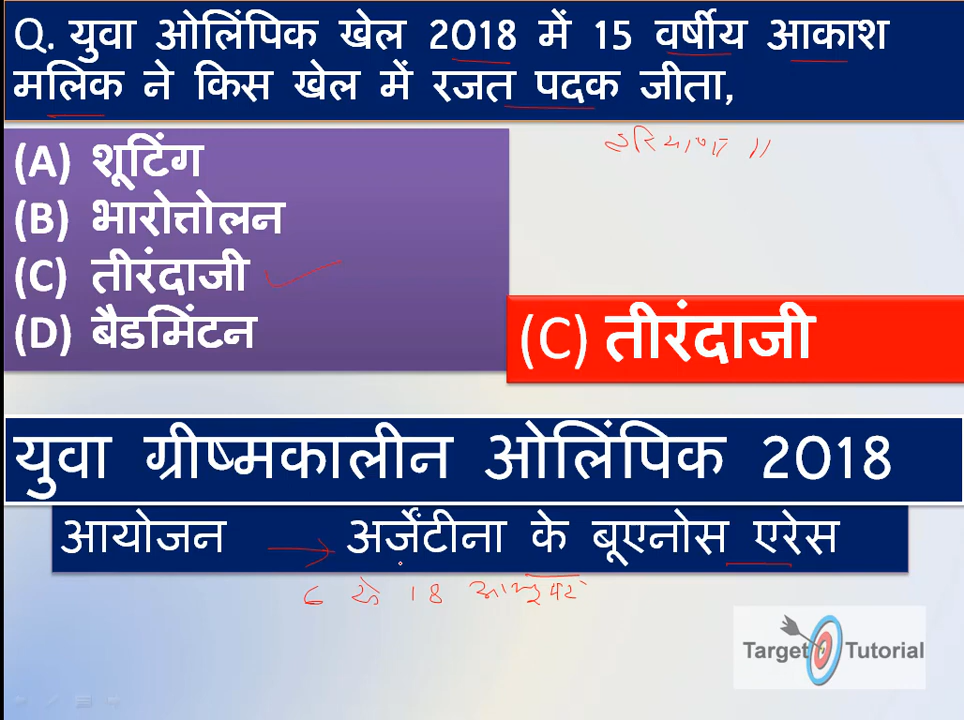 Q. युवा ओलिंपिक खेल 2018 में 15 वर्षीय आकाश
मलिक ने किस खेल में रजत पदक जीता,
हरियाणा ॥
(A) शूटिंग
(B) भारोत्तोलन
(C) तीरंदाजी
(D) बैडमिंटन
(C) तीरंदाजी
युवा ग्रीष्मकालीन ओलिंपिक 2018
आयोजन अर्जेंटीना के बूएनोस एरेस
6 से 18 अक्टूबर
Target Tutorial